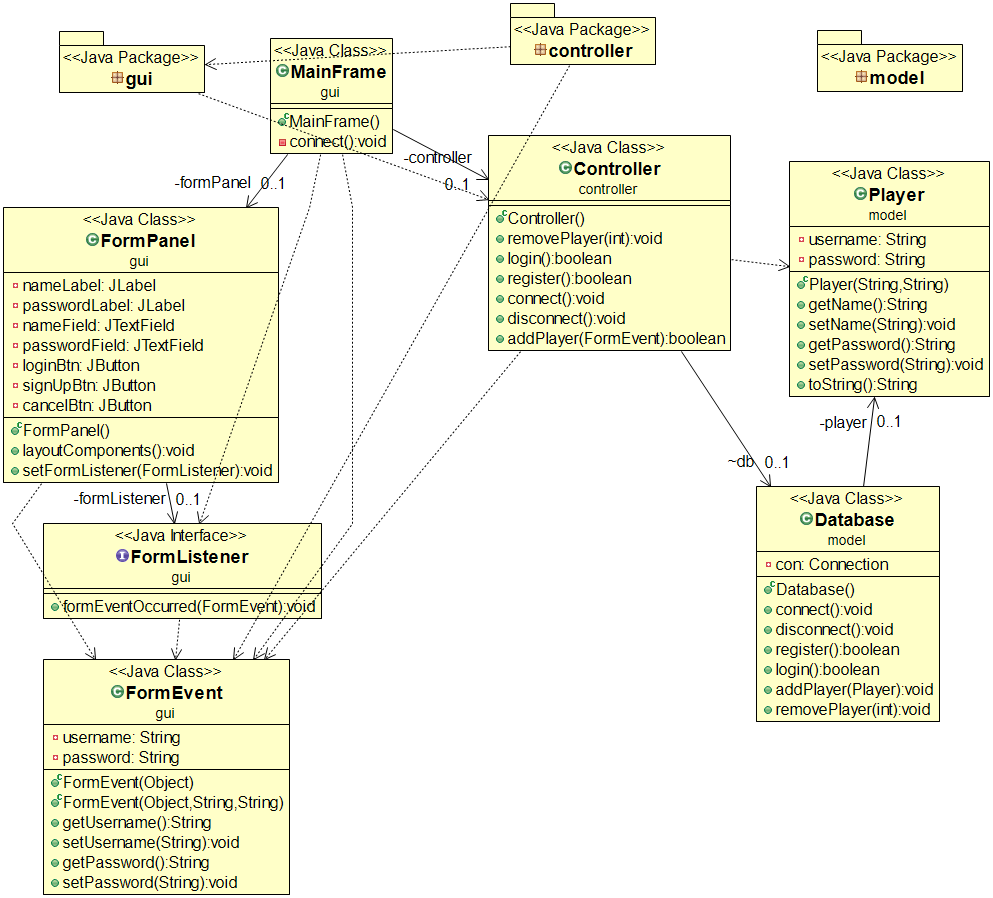 <<Java Package>>
gui
<<Java Class>>
MainFrame
gui
MainFrame()
connect():void
<<Java Package>>
controller
<<Java Package>>
model
-controller
0..1
-formPanel 0..1
<<Java Class>>
FormPanel
gui
nameLabel: JLabel
passwordLabel: JLabel
nameField: JTextField
passwordField: JTextField
loginBtn: JButton
signUpBtn: JButton
cancelBtn: JButton
FormPanel()
layoutComponents():void
setFormListener(FormListener):void
<<Java Class>>
Controller
controller
Controller()
removePlayer(int):void
login():boolean
register():boolean
connect():void
disconnect():void
addPlayer(FormEvent):boolean
<<Java Class>>
Player
model
username: String
password: String
Player(String,String)
getName():String
setName(String):void
getPassword():String
setPassword(String):void
toString():String
-player 0..1
~db 0..1
-formListener 0..1
<<Java Interface>>
FormListener
gui
formEventOccurred(FormEvent):void
<<Java Class>>
Database
model
con: Connection
Database()
connect():void
disconnect():void
register():boolean
login():boolean
addPlayer(Player):void
removePlayer(int):void
<<Java Class>>
FormEvent
gui
username: String
password: String
FormEvent(Object)
FormEvent(Object,String,String)
getUsername():String
setUsername(String):void
getPassword():String
setPassword(String):void